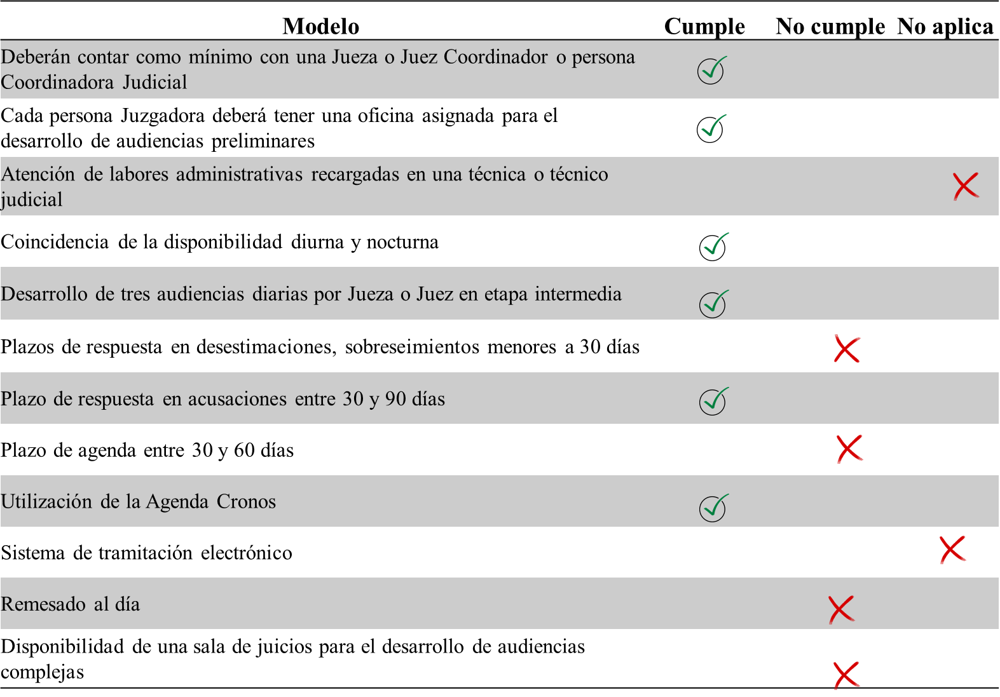 Modelo Cumple No cumple No aplica
Deberán contar como mínimo con una Jueza o Juez Coordinador o persona
Coordinadora Judicial
Cada persona Juzgadora deberá tener una oficina asignada para el
desarrollo de audiencias preliminares
Atención de labores administrativas recargadas en una técnica o técnico
judicial
Coincidencia de la disponibilidad diurna y nocturna
Desarrollo de tres audiencias diarias por Jueza o Juez en etapa intermedia
Plazos de respuesta en desestimaciones, sobreseimientos menores a 30 días
Plazo de respuesta en acusaciones entre 30 y 90 días
Plazo de agenda entre 30 y 60 días
Utilización de la Agenda Cronos
Sistema de tramitación electrónico
Remesado al día
Disponibilidad de una sala de juicios para el desarrollo de audiencias
complejas